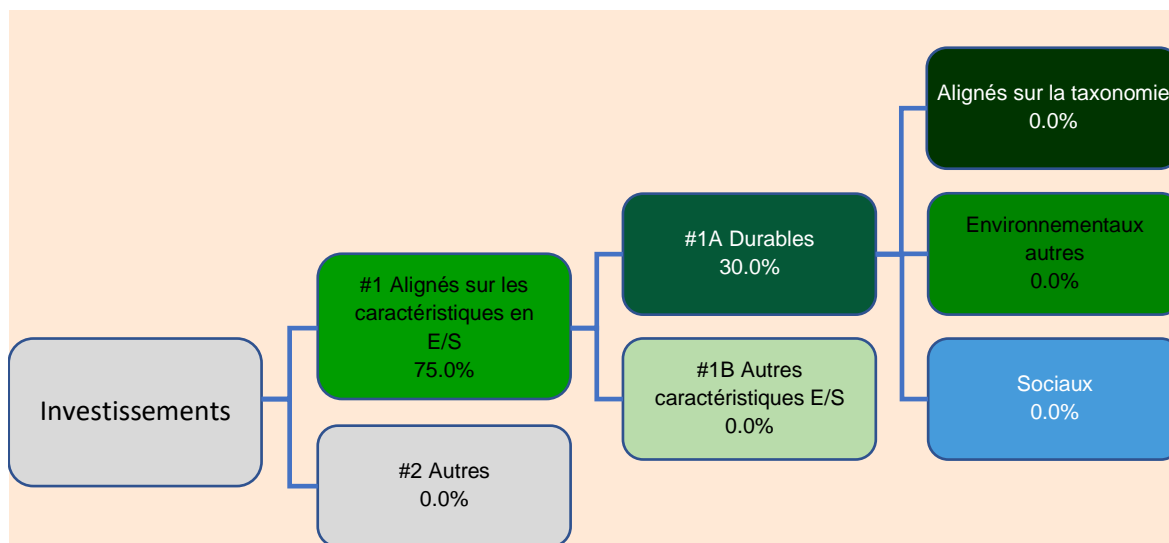 Investissements
#1 Alignés sur les
caractéristiques en
E/S
75.0%
#2 Autres
0.0%
#1A Durables
30.0%
#1B Autres
caractéristiques E/S
0.0%
Alignés sur la taxonomie
0.0%
Environnementaux
autres
0.0%
Sociaux
0.0%